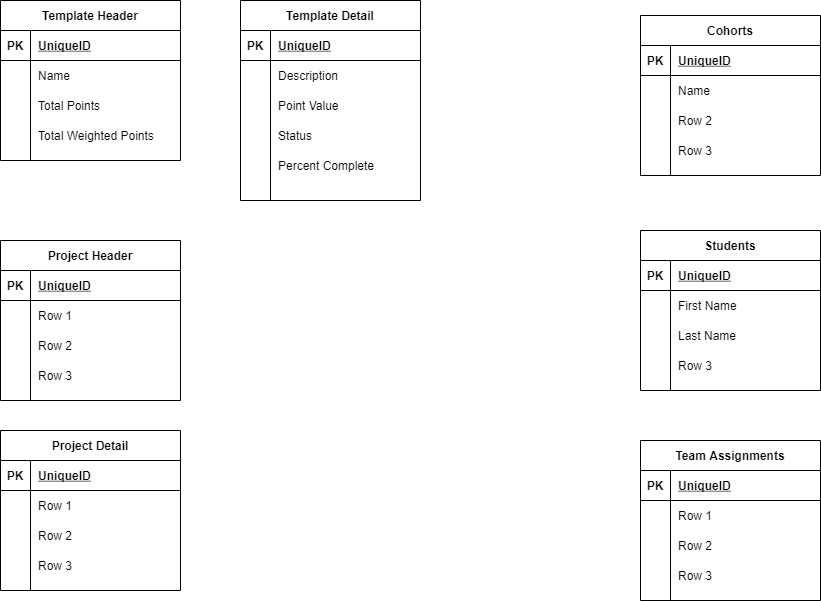 Template Header
PK UniqueID
Name
Total Points
Total Weighted Points
Template Detail
PK UniqueID
Description
Point Value
Status
Percent Complete
Cohorts
PK UniqueID
Name
Row 2
Row 3
Project Header
PK UniqueID
Row 1
Row 2
Row 3
Students
PK UniqueID
First Name
Last Name
Row 3
Project Detail
PK UniqueID
Row 1
Row 2
Row 3
Team Assignments
PK UniqueID
Row 1
Row 2
Row 3